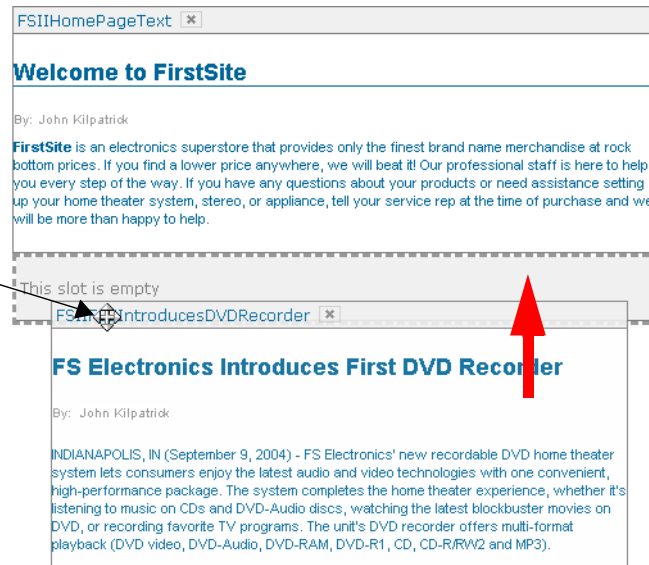 FSIIHomePageText
Welcome to FirstSite
By: John Kilpatrick
FirstSite is an electronics superstore that provides only the finest brand name merchandise at rock
bottom prices. If you find a lower price anywhere, we will beat it! Our professional staff is here to help
you every step of the way. If you have any questions about your products or need assistance setting
up your home theater system, stereo, or appliance, tell your service rep at the time of purchase and we
will be more than happy to help.
This slot is empty
IntroducesDVDRecorder
FS Electronics Introduces First DVD Recorder
By: John Kilpatrick
INDIANAPOLIS, IN (September 9, 2004) - FS Electronics' new recordable DVD home theater
system lets consumers enjoy the latest audio and video technologies with one convenient,
high-performance package. The system completes the home theater experience, whether it's
listening to music on CDs and DVD-Audio discs, watching the latest blockbuster movies on
DVD, or recording favorite TV programs. The unit's DVD recorder offers multi-format
playback (DVD video, DVD-Audio, DVD-RAM, DVD-R1, CD, CD-R/RW2 and MP3).